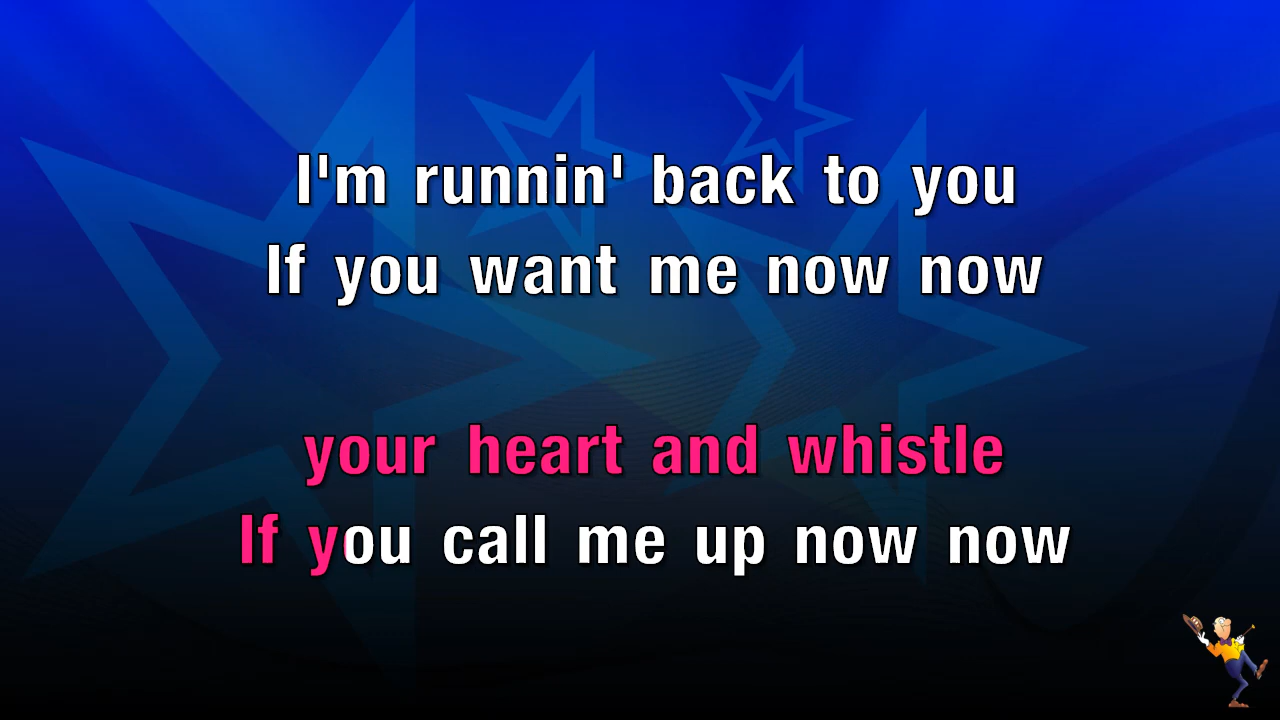 I'm runnin' back to you
If you want me now now
your heart and whistle
If you call me up now now